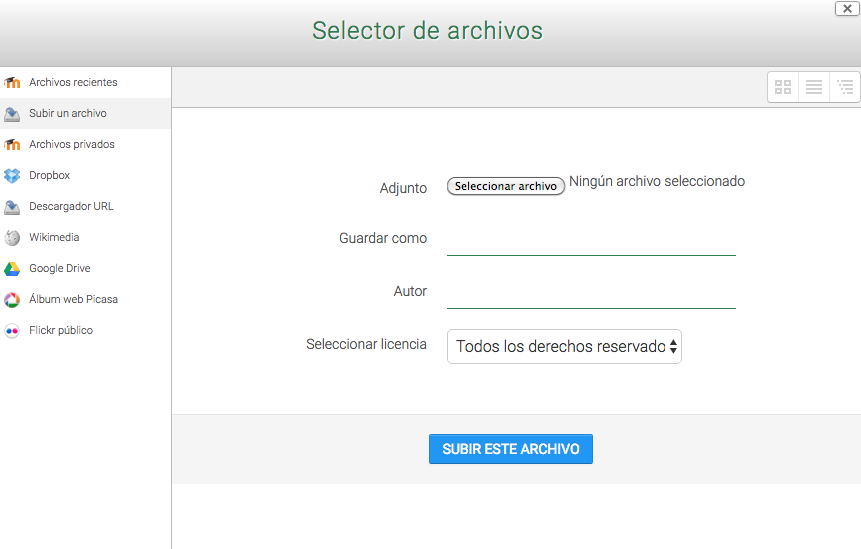 Selector de archivos
Archivos recientes
Subir un archivo
Archivos privados
Dropbox
Descargador URL
Wikimedia
Google Drive
Álbum web Picasa
Flickr público
Adjunto Seleccionar archivo Ningún archivo seleccionado
Guardar como
Autor
Seleccionar licencia Todos los derechos reservado
SUBIR ESTE ARCHIVO